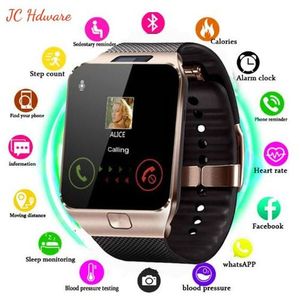 JC Hdware
Sedentary reminders
Calories
Step count
Alarm clock
Find your phone
Phone reminder
ALICE
Calling
information
Heart rate
Moving distance
Facebook
Sleep monitoring
whatsAPP
Blood pressure testing
blood pressure